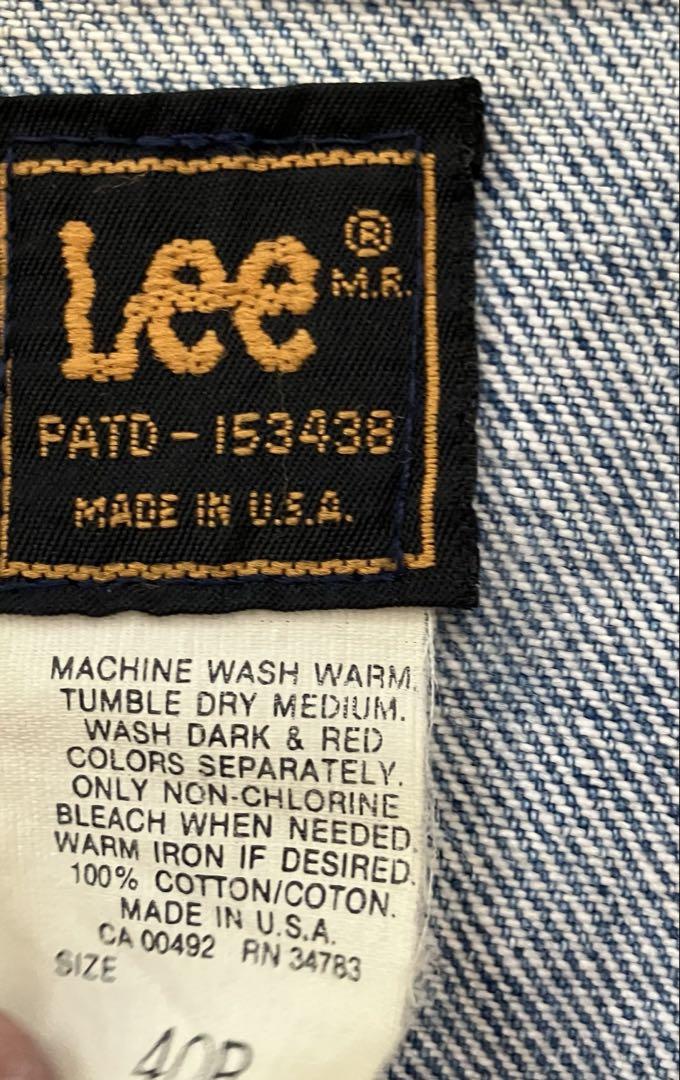 Lee ®
M.R.
PATD-153438
MADE IN U.S.A.
MACHINE WASH WARM.
TUMBLE DRY MEDIUM.
WASH DARK & RED
COLORS SEPARATELY.
ONLY NON-CHLORINE
BLEACH WHEN NEEDED.
WARM IRON IF DESIRED.
100% COTTON/COTON.
MADE IN U.S.A.
CA 00492 RN 34783
SIZE